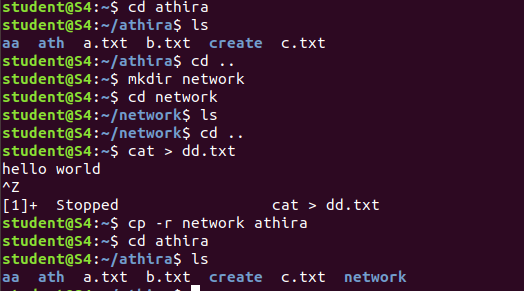 student@S4:~$ cd athira
student@S4:~/athira$ ls
aa  ath  a.txt  b.txt  create  c.txt
student@S4:~/athira$ cd ..
student@S4:~$ mkdir network
student@S4:~$ cd network
student@S4:~/network$ ls
student@S4:~/network$ cd ..
student@S4:~$ cat > dd.txt
hello world
^Z
[1]+  Stopped                 cat > dd.txt
student@S4:~$ cp -r network athira
student@S4:~$ cd athira
student@S4:~/athira$ ls
aa  ath  a.txt  b.txt  create  c.txt  network
student@S4:~/athira$